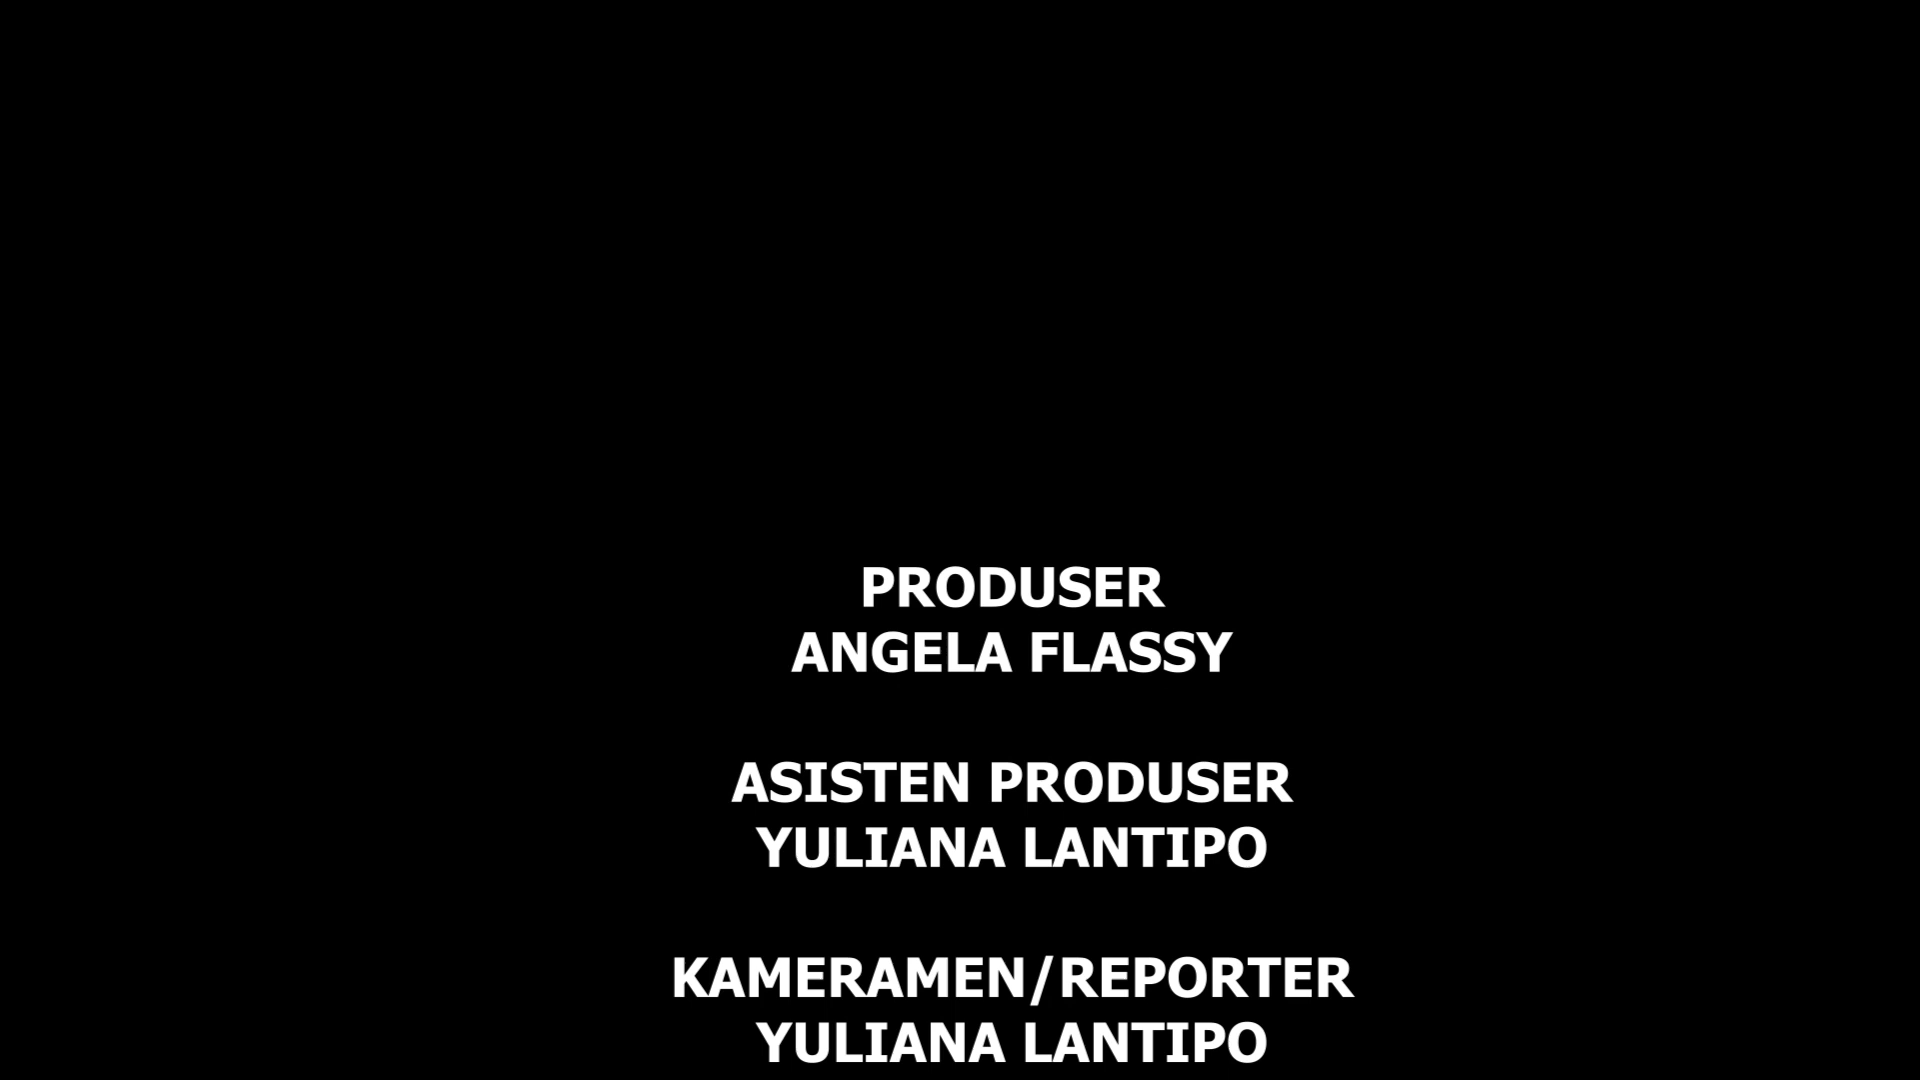 PRODUSER
ANGELA FLASSY
ASISTEN PRODUSER
YULIANA LANTIPO
KAMERAMEN/REPORTER
YULIANA LANTIPO